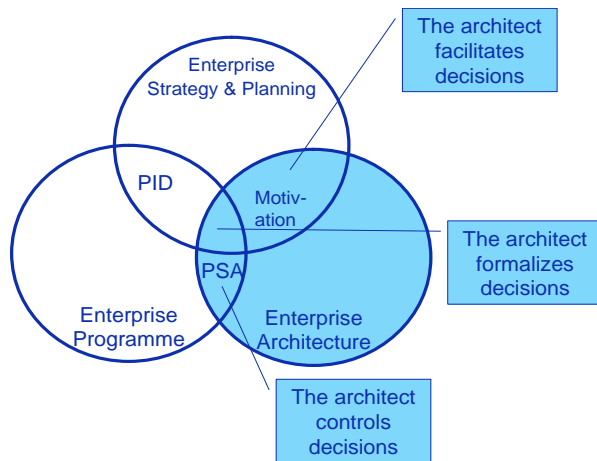 The architect
facilitates
decisions
Enterprise
Strategy & Planning
PID
Motiv-
ation
The architect
formalizes
decisions
PSA
Enterprise
Programme
Enterprise
Architecture
The architect
controls
decisions